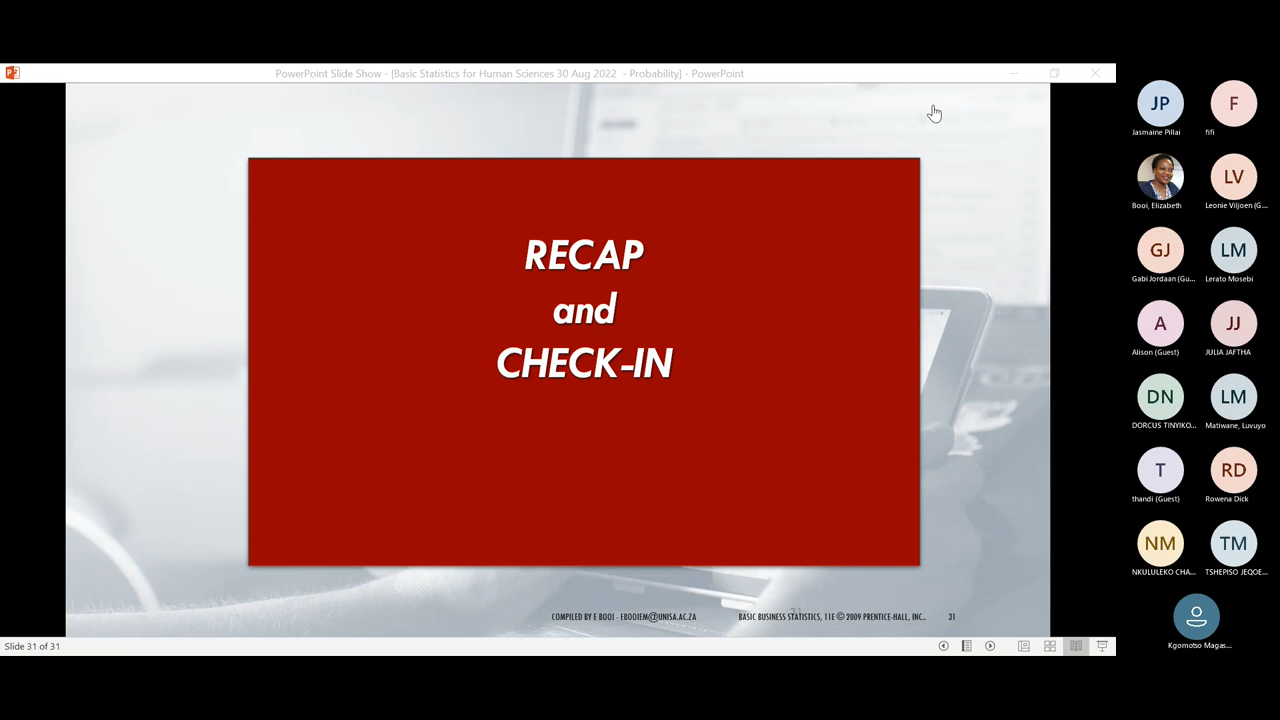 PowerPoint Slide Show - [Basic Statistics for Human Sciences 30 Aug 2022 - Probability] - PowerPoint
RECAP
and
CHECK-IN
COMPILED BY E BOOI - EBOOIEM@UNISA.AC.ZA
BASIC BUSINESS STATISTICS, 11E © 2009 PRENTICE-HALL, INC..
31
31
Slide 31 of 31
JP
F
Jasmaine Pillai
fifi
LV
Booi, Elizabeth
Leonie Viljoen (G...
GJ
LM
Gabi Jordaan (Gu...
Lerato Mosebi
A
JJ
Alison (Guest)
JULIA JAFTHA
DN
LM
DORCUS TINYIKO...
Matiwane, Luvuyo
T
RD
thandi (Guest)
Rowena Dick
NM
TM
NKULULEKO CHA...
TSHEPISO JEQOE...
Kgomotso Magas...